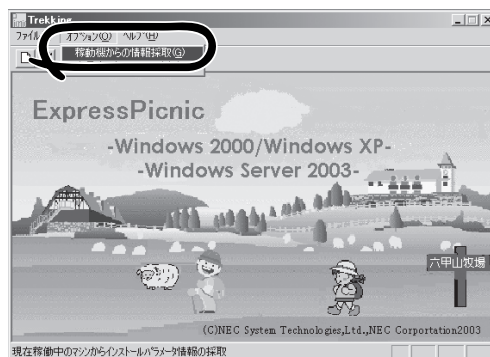 Trekking
ファイル オプション(O) ヘルプ(H)
稼動機からの情報採取(G)
ExpressPicnic
-Windows 2000/Windows XP-
-Windows Server 2003-
六甲山牧場
(C)NEC System Technologies,Ltd.,NEC Corportation2003
現在稼働中のマシンからインストールパラメータ情報の採取